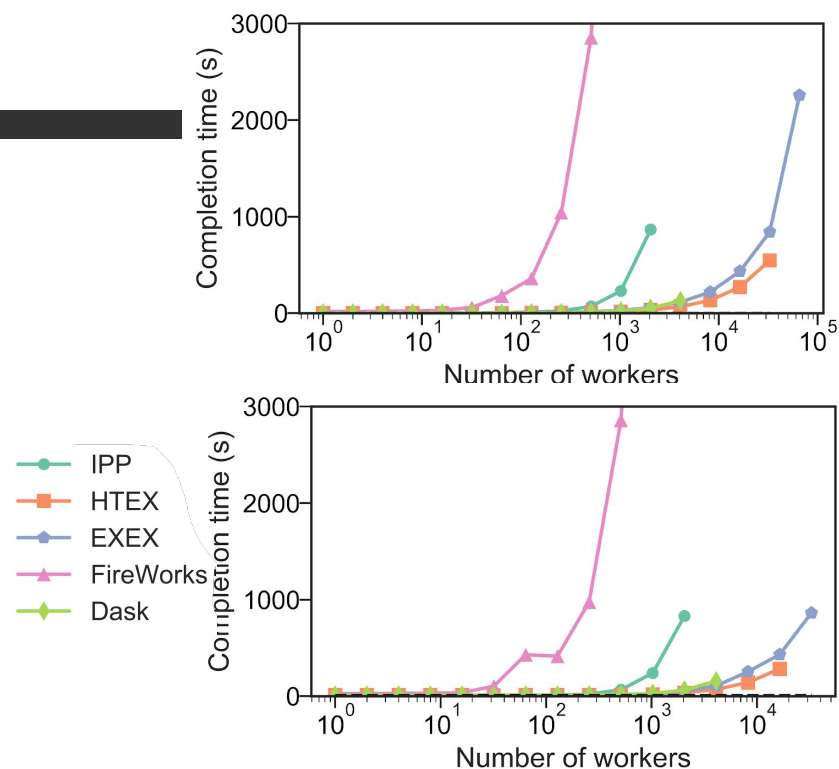 3000
2000
1000
0
Completion time (s)
10^0 10^1 10^2 10^3 10^4 10^5
Number of workers
IPP
HTEX
EXEX
FireWorks
Dask
3000
2000
1000
0
Completion time (s)
10^0 10^1 10^2 10^3 10^4
Number of workers